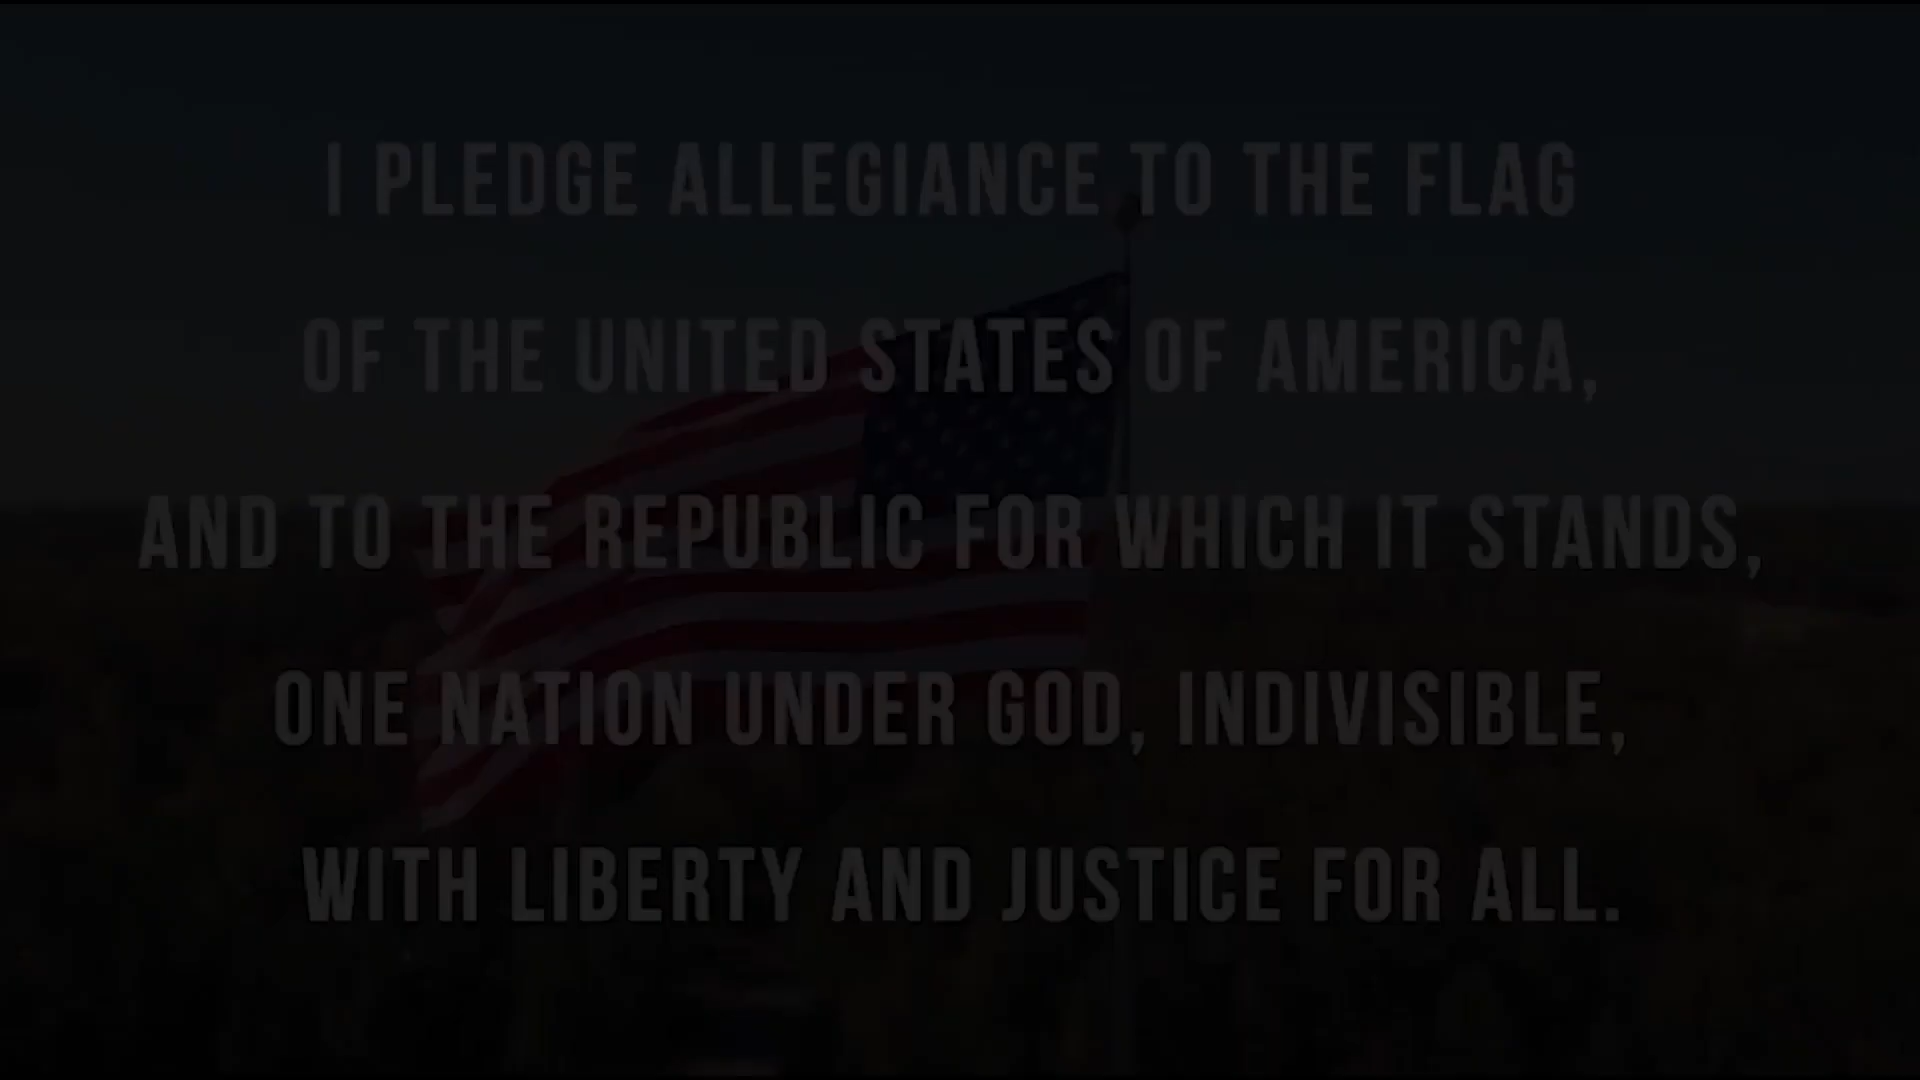 I PLEDGE ALLEGIANCE TO THE FLAG
OF THE UNITED STATES OF AMERICA,
AND TO THE REPUBLIC FOR WHICH IT STANDS,
ONE NATION UNDER GOD, INDIVISIBLE,
WITH LIBERTY AND JUSTICE FOR ALL.